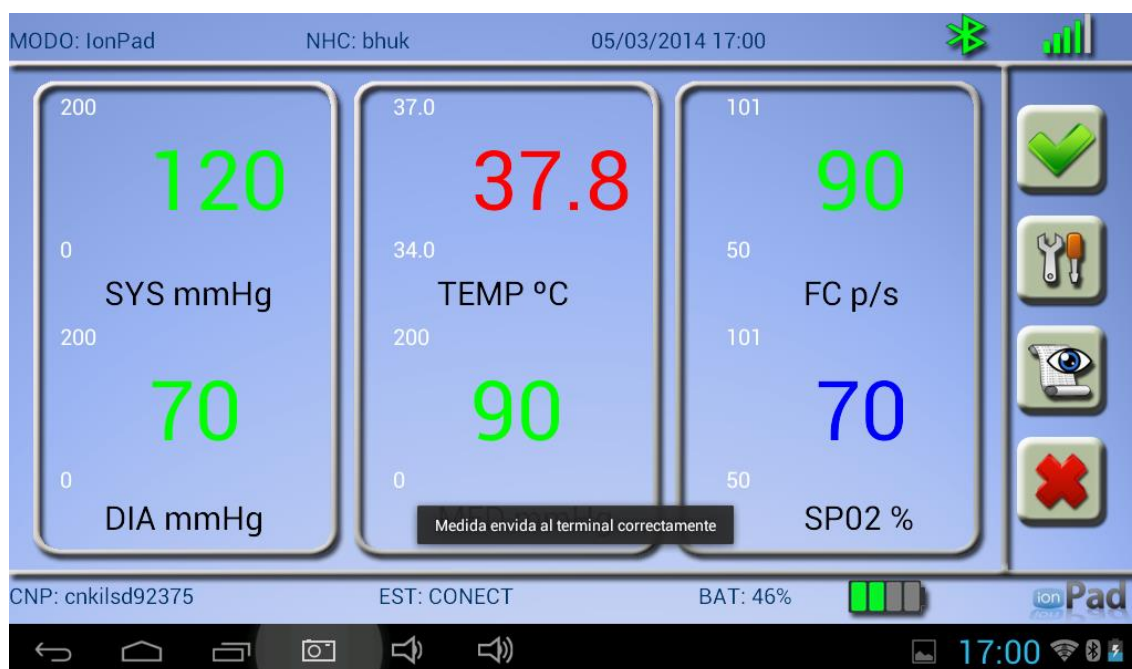 MODO: IonPad NHC: bhuk 05/03/2014 17:00
200 37.0 101
120 37.8 90
0 34.0 50
SYS mmHg TEMP ºC FC p/s
200 200 101
70 90 70
0 0 50
DIA mmHg MED mmHg SP02 %
Medida envida al terminal correctamente
CNP: cnkilsd92375 EST: CONECT BAT: 46% ion Pad
17:00